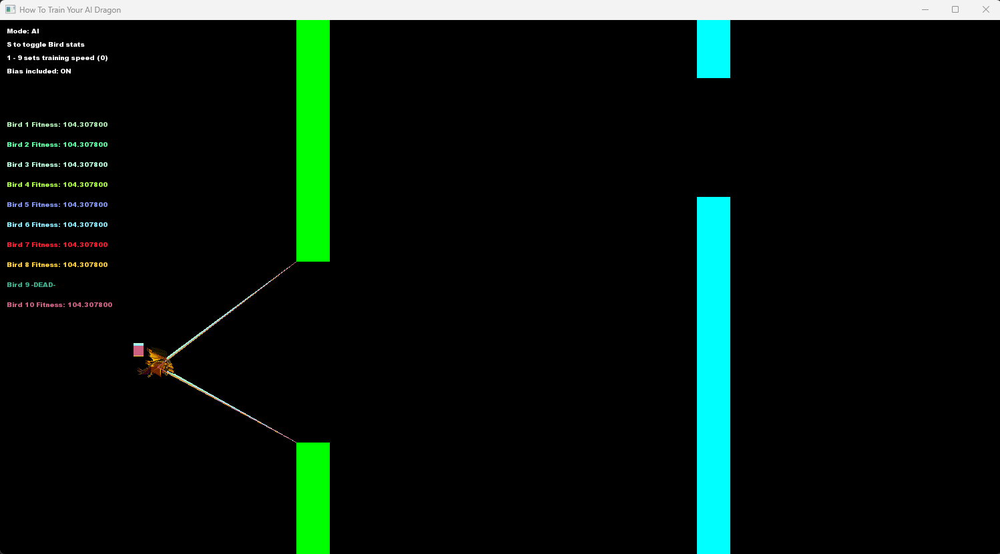 How To Train Your AI Dragon
Mode: AI
S to toggle Bird stats
1 - 9 sets training speed (0)
Bias included: ON
Bird 1 Fitness: 104.307800
Bird 2 Fitness: 104.307800
Bird 3 Fitness: 104.307800
Bird 4 Fitness: 104.307800
Bird 5 Fitness: 104.307800
Bird 6 Fitness: 104.307800
Bird 7 Fitness: 104.307800
Bird 8 Fitness: 104.307800
Bird 9 -DEAD-
Bird 10 Fitness: 104.307800